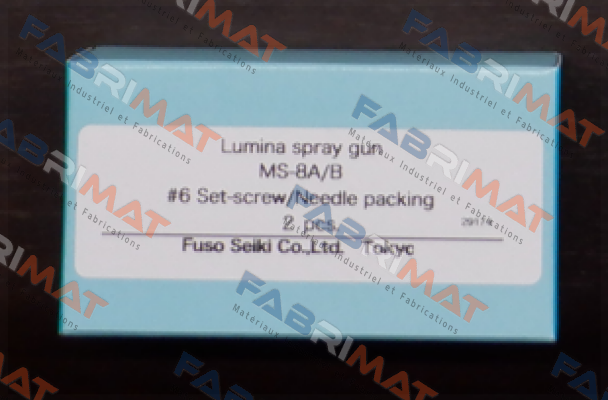 Lumina spray gun
MS-8A/B
#6 Set-screw/Needle packing
2 pcs
Fuso Seiki Co.,Ltd. Tokyo
FABRIMAT
Matériaux Industriel et Fabrications